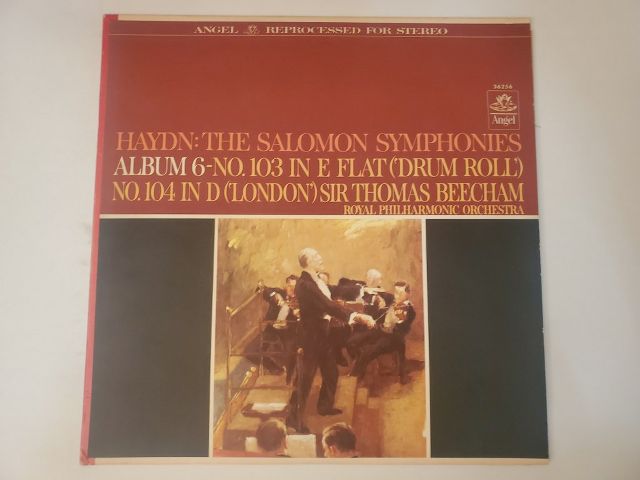 ANGEL REPROCESSED FOR STEREO
36256
Angel
HAYDN: THE SALOMON SYMPHONIES
ALBUM 6-NO. 103 IN E FLAT ('DRUM ROLL')
NO. 104 IN D ('LONDON') SIR THOMAS BEECHAM
ROYAL PHILHARMONIC ORCHESTRA